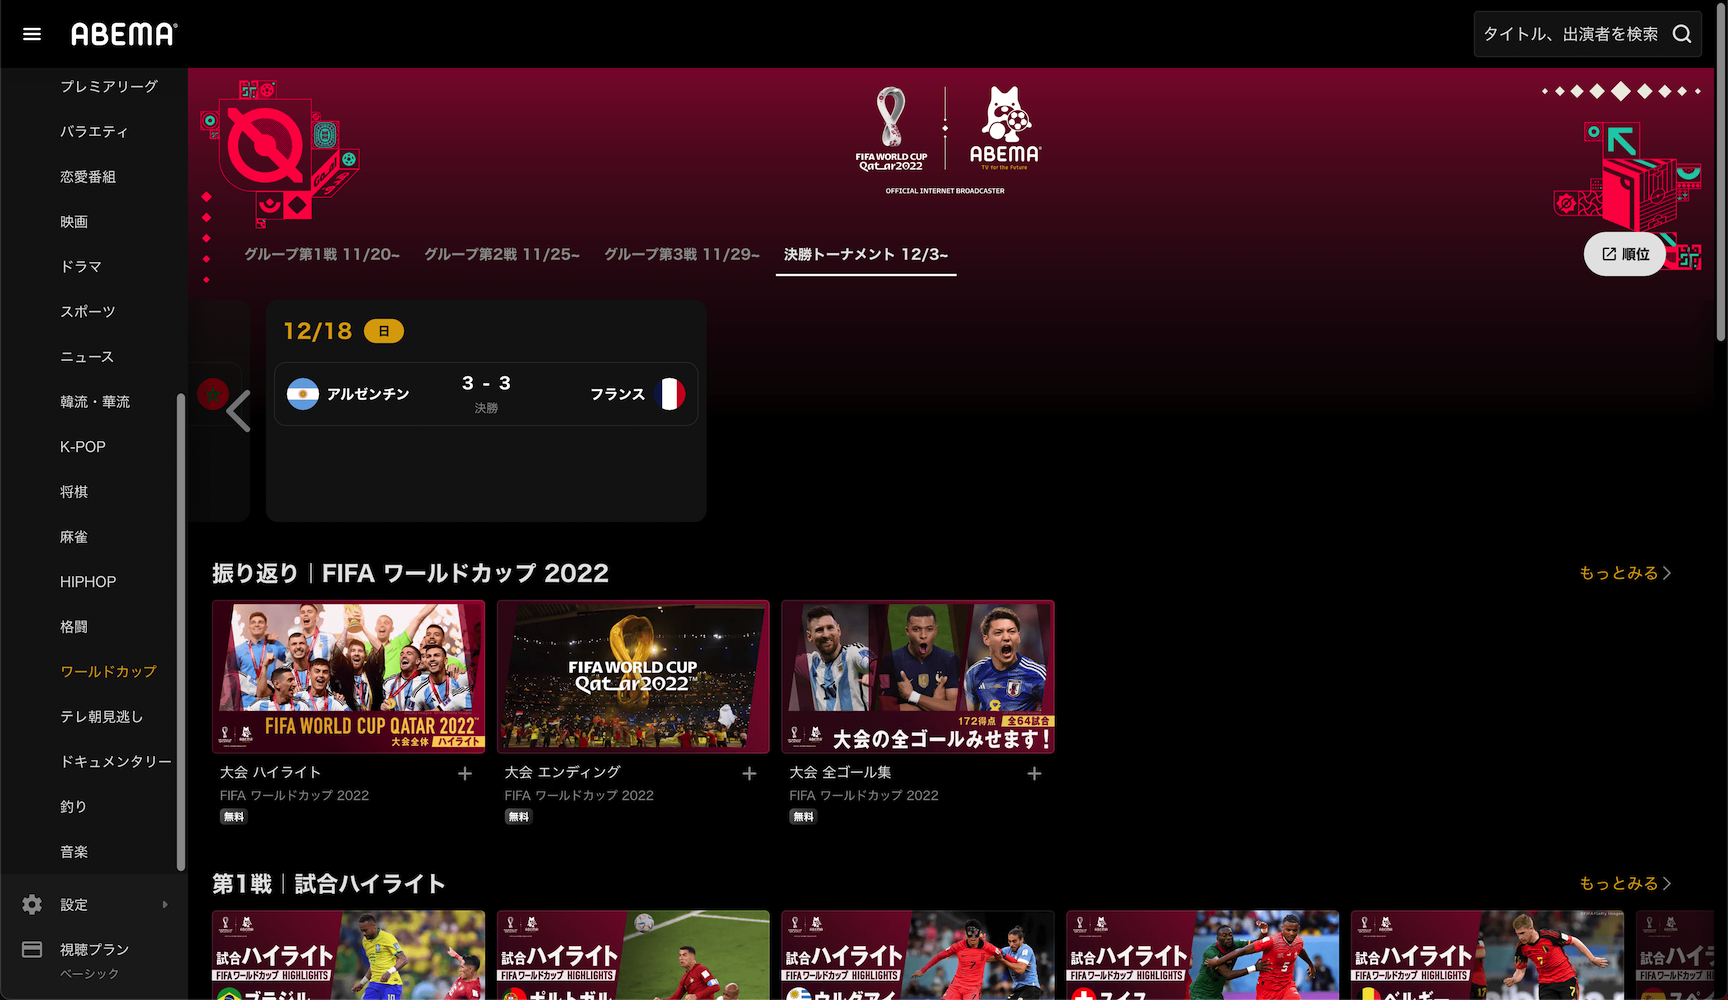 ABEMA
タイトル、出演者を検索
プレミアリーグ
バラエティ
恋愛番組
映画
ドラマ
スポーツ
ニュース
韓流・華流
K-POP
将棋
麻雀
HIPHOP
格闘
ワールドカップ
テレ朝見逃し
ドキュメンタリー
釣り
音楽
設定
視聴プラン
ベーシック
FIFA WORLD CUP
Qatar2022
ABEMA
TV for the Future
OFFICIAL INTERNET BROADCASTER
グループ第1戦 11/20~
グループ第2戦 11/25~
グループ第3戦 11/29~
決勝トーナメント 12/3~
順位
12/18 日
アルゼンチン
3 - 3
決勝
フランス
振り返り｜FIFA ワールドカップ 2022
もっとみる
FIFA WORLD CUP QATAR 2022™
大会全体 ハイライト
大会 ハイライト
FIFA ワールドカップ 2022
無料
FIFA WORLD CUP
Qatar2022™
大会 エンディング
FIFA ワールドカップ 2022
無料
172得点 全64試合
大会の全ゴールみせます！
大会 全ゴール集
FIFA ワールドカップ 2022
無料
第1戦｜試合ハイライト
もっとみる
試合ハイライト
FIFAワールドカップ HIGHLIGHTS
ブラジル
試合ハイライト
FIFAワールドカップ HIGHLIGHTS
ポルトガル
試合ハイライト
FIFAワールドカップ HIGHLIGHTS
ウルグアイ
試合ハイライト
FIFAワールドカップ HIGHLIGHTS
スイス
試合ハイライト
FIFAワールドカップ HIGHLIGHTS
ベルギー
試合ハイ
FIFAワールドカップ
スペイ